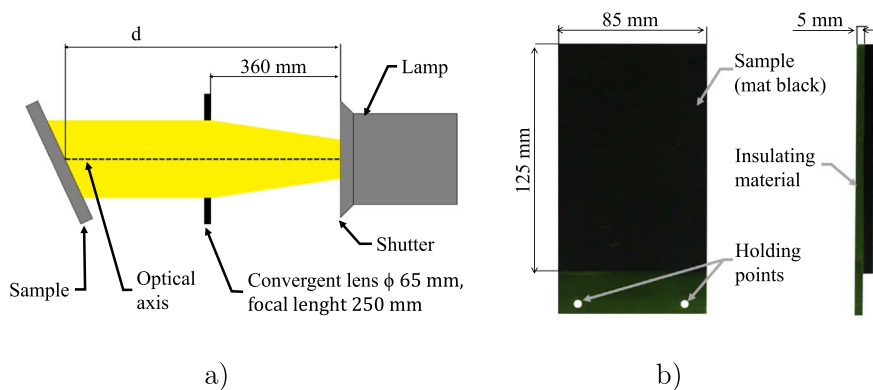 d
360 mm
Lamp
Shutter
Sample
Optical
axis
Convergent lens ϕ 65 mm,
focal lenght 250 mm
a)
85 mm
5 mm
125 mm
Sample
(mat black)
Insulating
material
Holding
points
b)